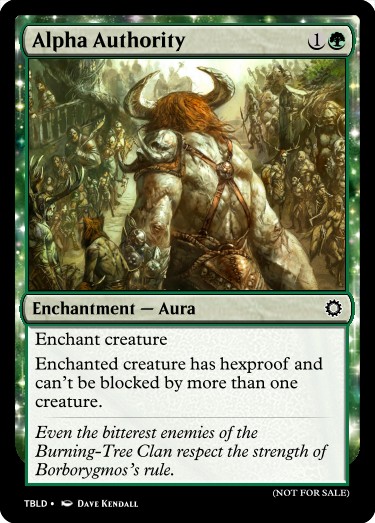 Alpha Authority 1
Enchantment — Aura
Enchant creature
Enchanted creature has hexproof and
can't be blocked by more than one
creature.
Even the bitterest enemies of the
Burning-Tree Clan respect the strength of
Borborygmos's rule.
(NOT FOR SALE)
TBLD • Dave Kendall